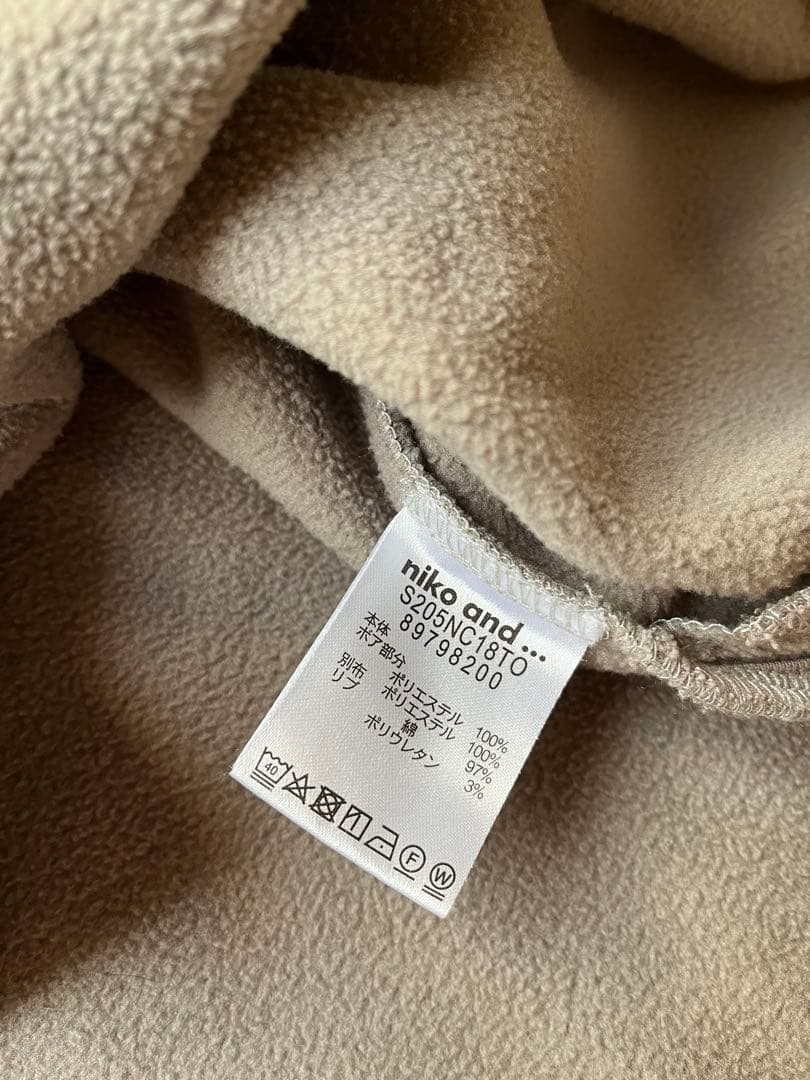 niko and...
S205NC18TO
89798200
本体
ボア部分 ポリエステル 100%
別布 ポリエステル 100%
リブ 綿 97%
ポリウレタン 3%
40 F W